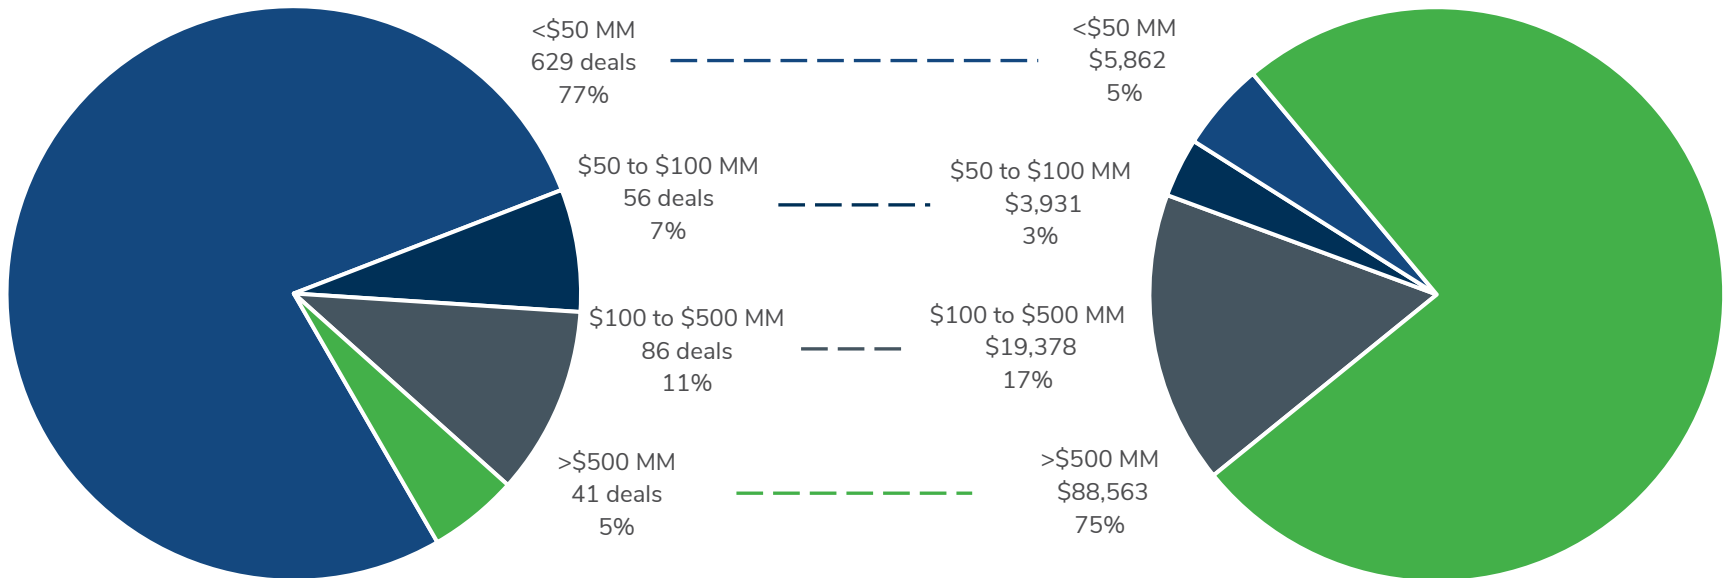 <$50 MM
629 deals
77%
<$50 MM
$5,862
5%
$50 to $100 MM
56 deals
7%
$50 to $100 MM
$3,931
3%
$100 to $500 MM
86 deals
11%
$100 to $500 MM
$19,378
17%
>$500 MM
41 deals
5%
>$500 MM
$88,563
75%